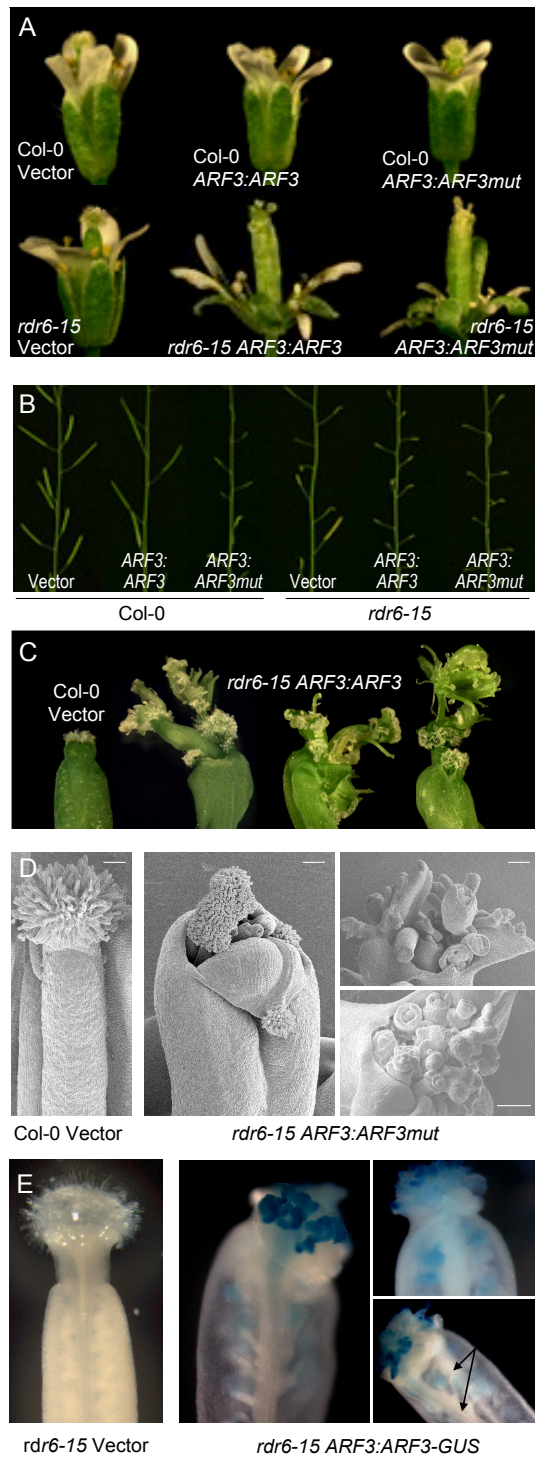 A
Col-0
Vector
Col-0
ARF3:ARF3
Col-0
ARF3:ARF3mut
rdr6-15
Vector
rdr6-15 ARF3:ARF3
rdr6-15
ARF3:ARF3mut
B
Vector
ARF3:
ARF3
ARF3:
ARF3mut
Vector
ARF3:
ARF3
ARF3:
ARF3mut
Col-0
rdr6-15
C
Col-0
Vector
rdr6-15 ARF3:ARF3
D
Col-0 Vector
rdr6-15 ARF3:ARF3mut
E
rdr6-15 Vector
rdr6-15 ARF3:ARF3-GUS